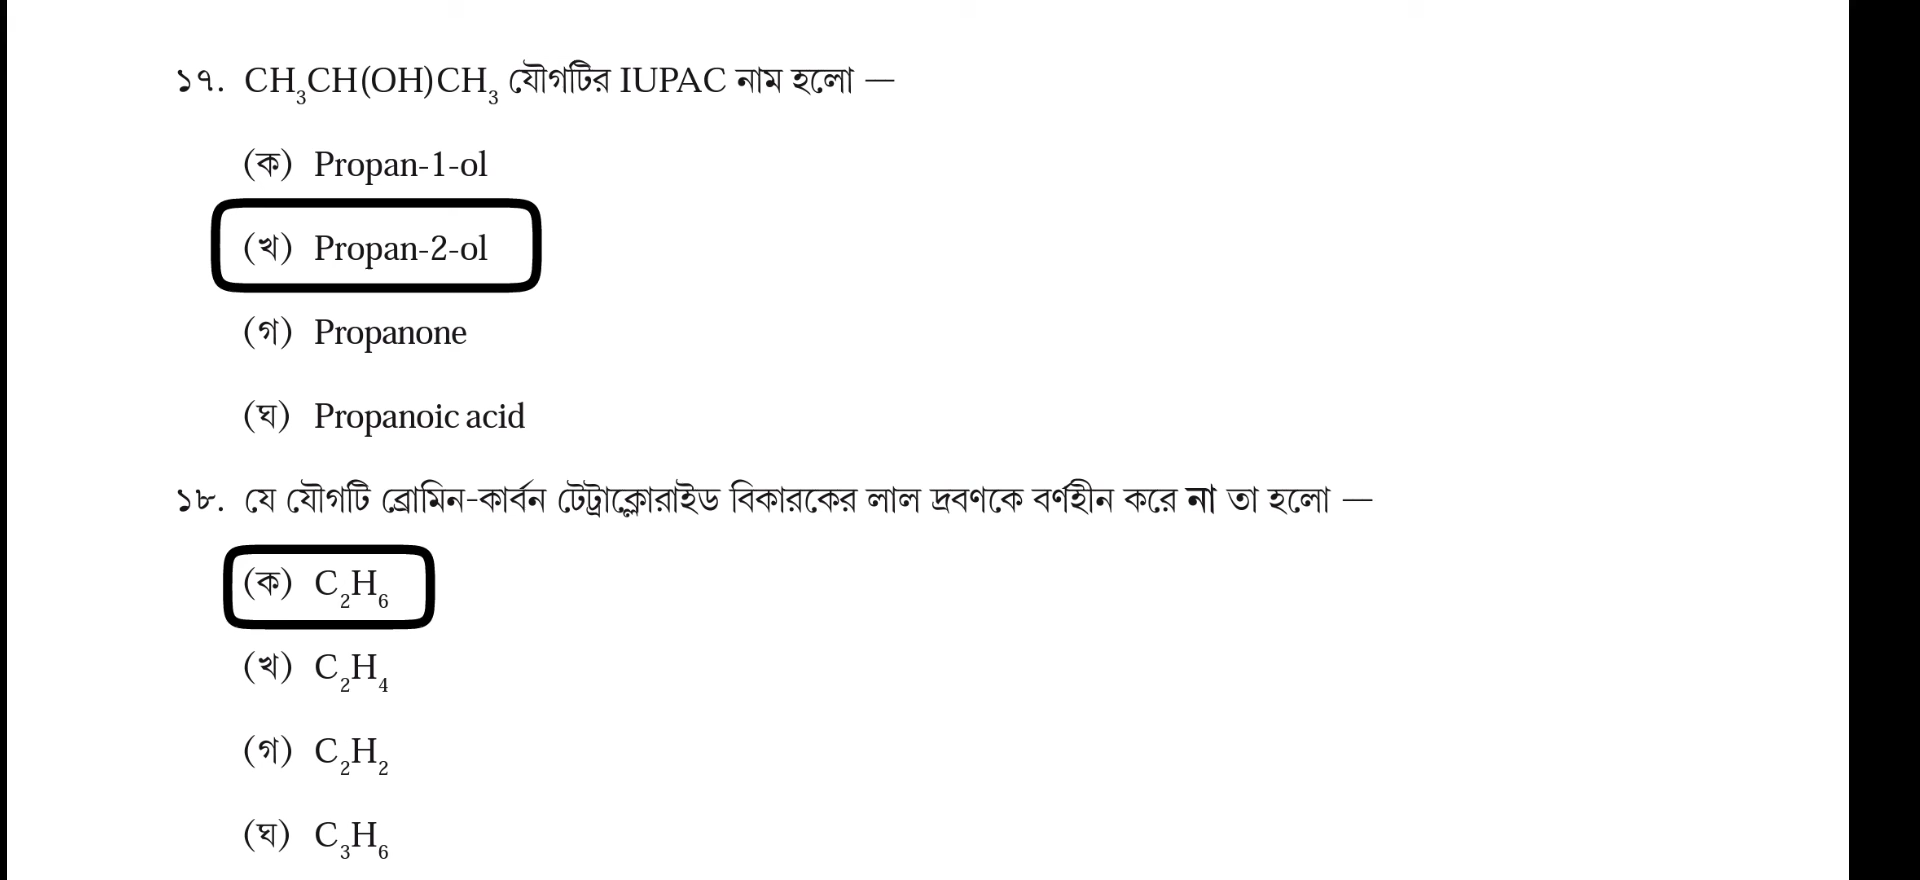 ১৭. CH₃CH(OH)CH₃ যৌগটির IUPAC নাম হলো —
(ক) Propan-1-ol
(খ) Propan-2-ol
(গ) Propanone
(ঘ) Propanoic acid
১৮. যে যৌগটি ব্রোমিন-কার্বন টেট্রাক্লোরাইড বিকারকের লাল দ্রবণকে বর্ণহীন করে না তা হলো —
(ক) C₂H₆
(খ) C₂H₄
(গ) C₂H₂
(ঘ) C₃H₆